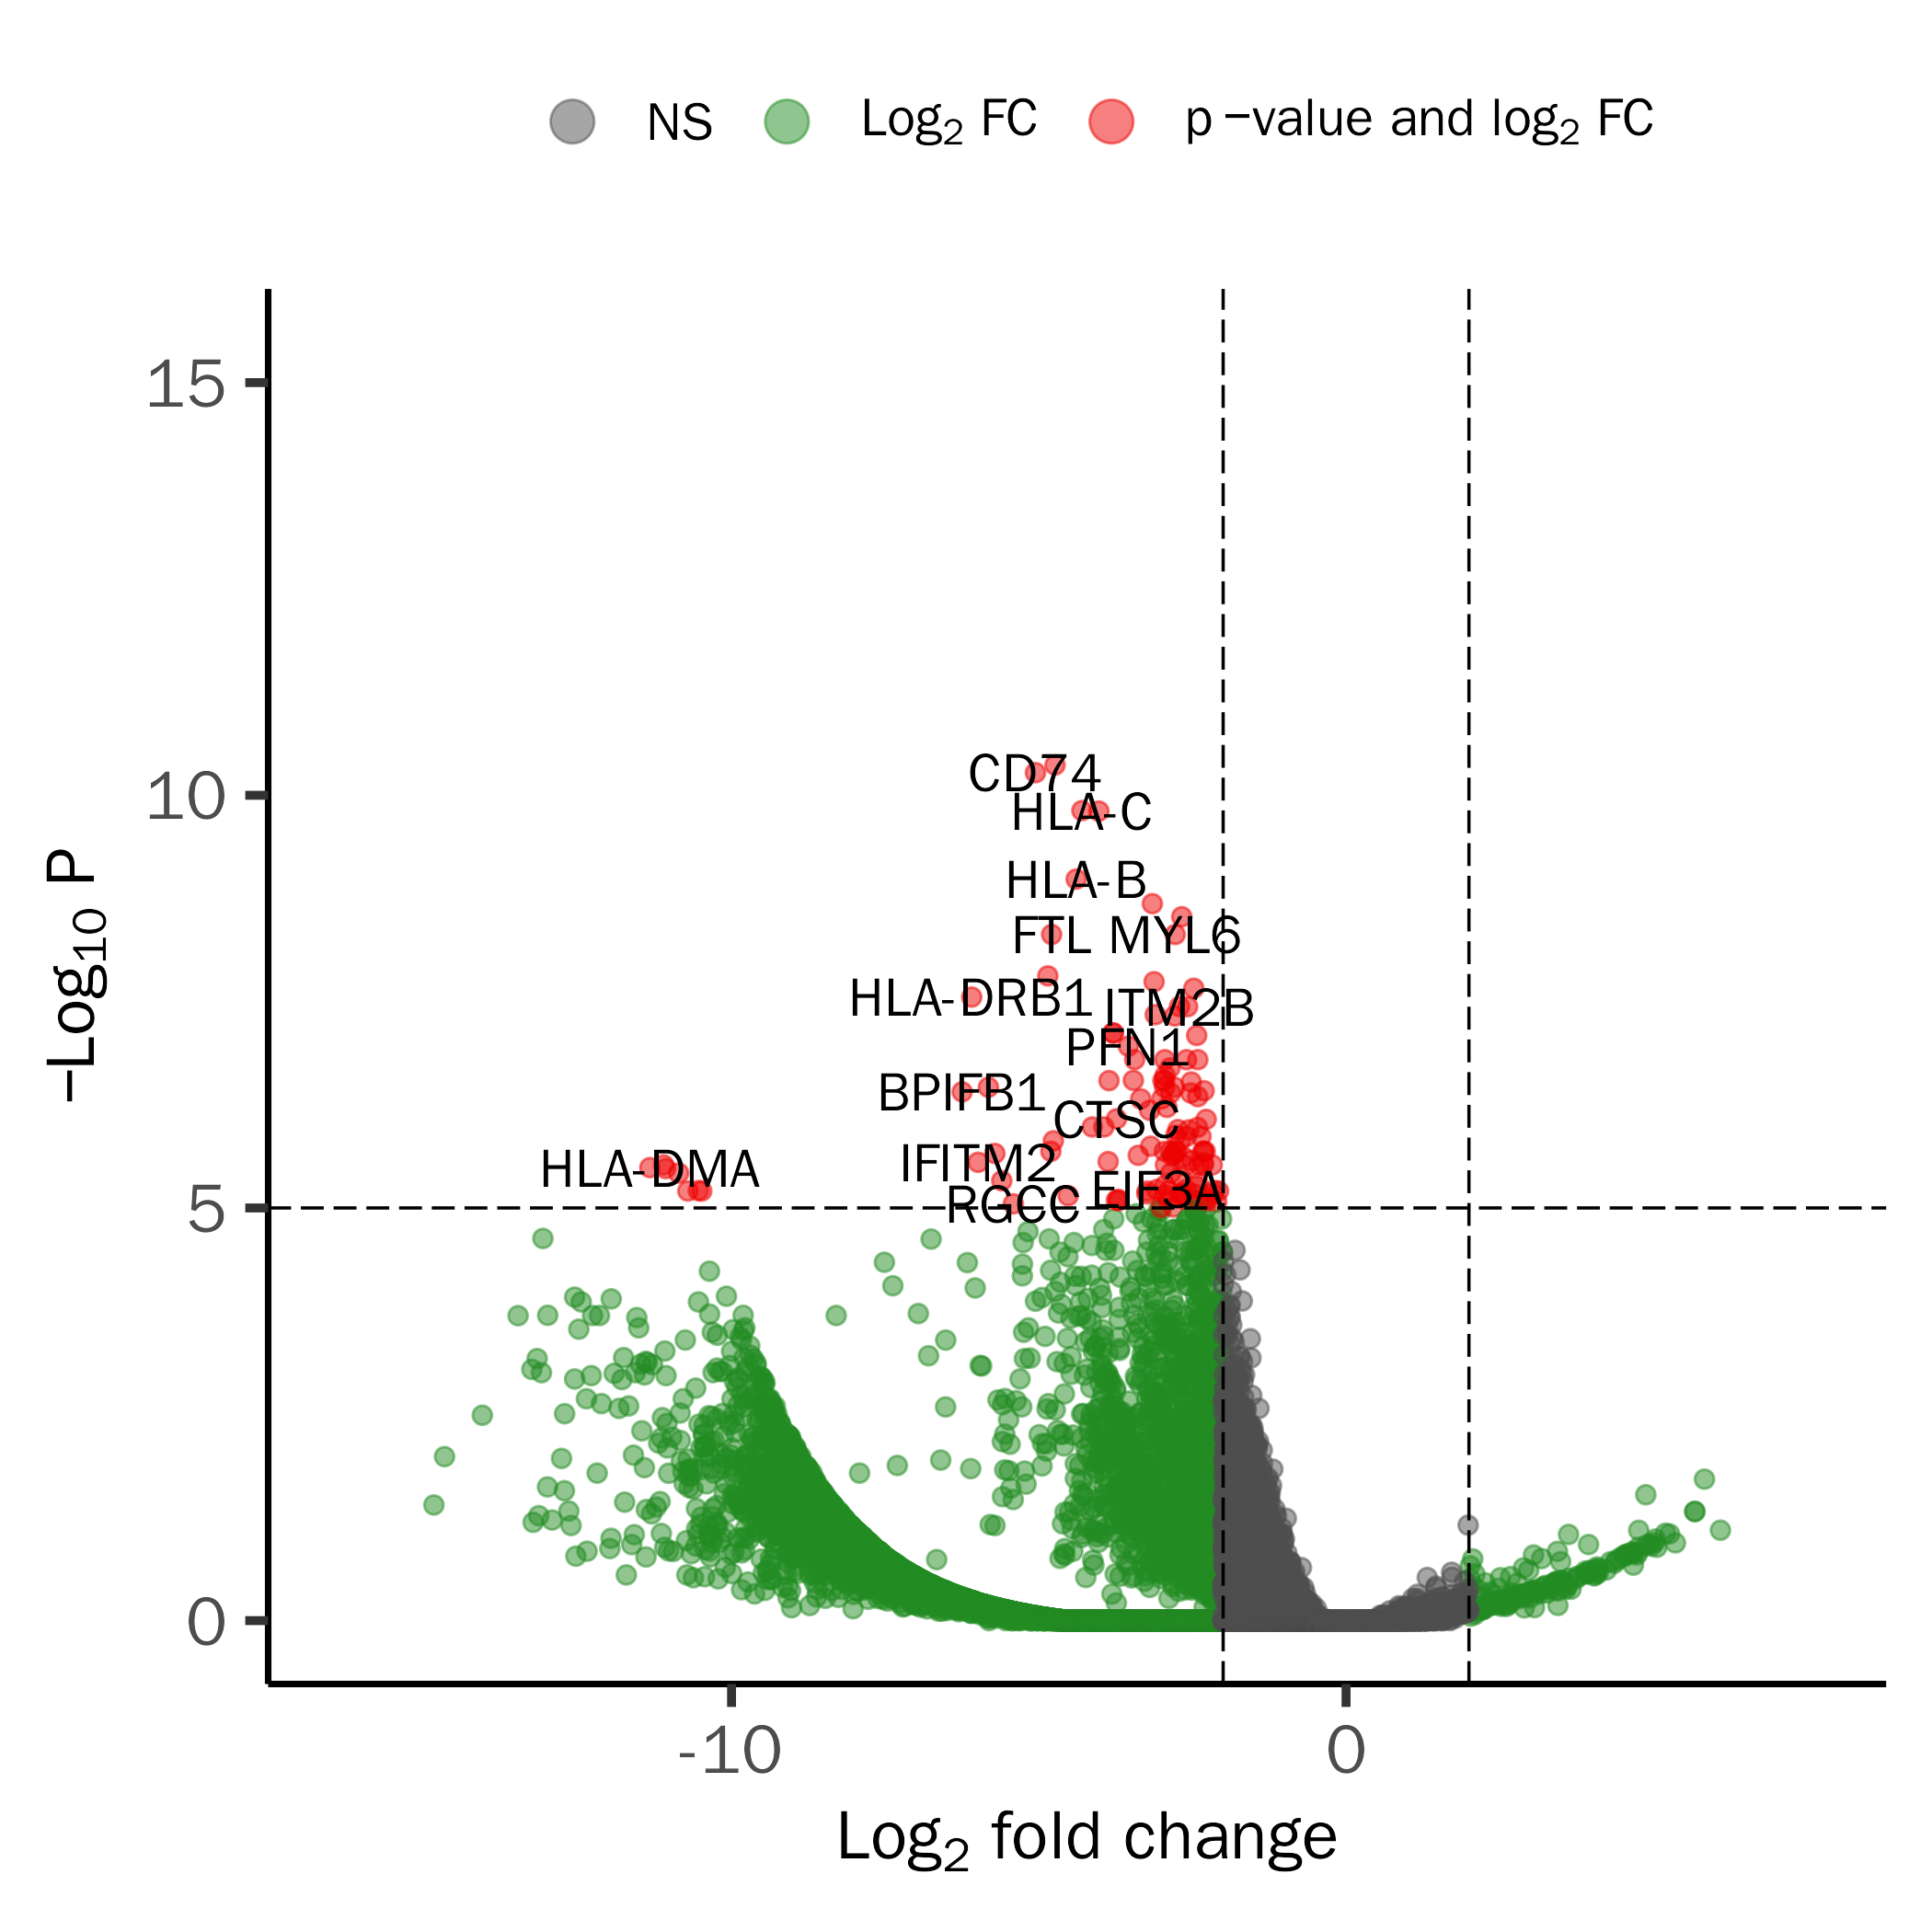 NS Log2 FC p −value and log2 FC
15
10
5
0
−Log10 P
CD74
HLA-C
HLA-B
FTL MYL6
HLA-DRB1 ITM2B
PFN1
BPIFB1
CTSC
IFITM2
HLA-DMA
EIF3A
RGCC
-10 0
Log2 fold change